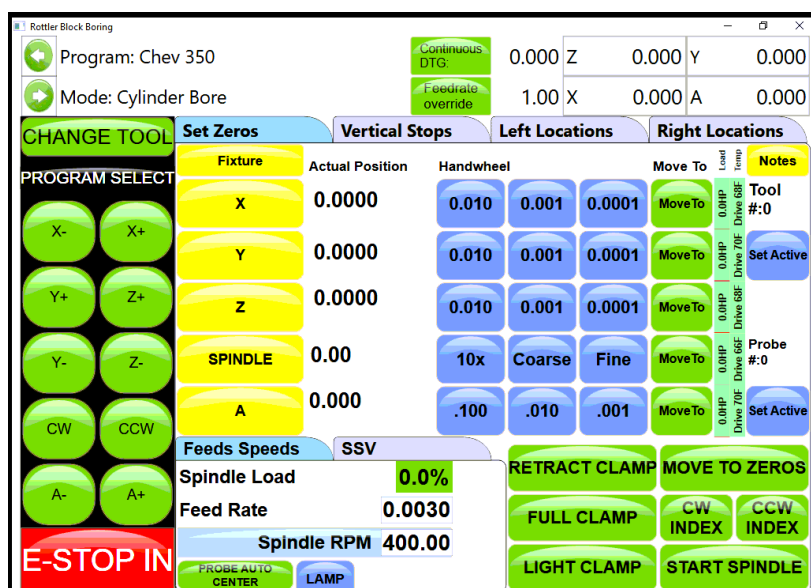 Rottler Block Boring
Program: Chev 350
Continuous DTG: 0.000 Z 0.000 Y 0.000
Mode: Cylinder Bore
Feedrate override 1.00 X 0.000 A 0.000
CHANGE TOOL
Set Zeros Vertical Stops Left Locations Right Locations
PROGRAM SELECT
Fixture Actual Position Handwheel Move To Load Temp Notes
X 0.0000 0.010 0.001 0.0001 MoveTo 0.0HP Drive 68F Tool #:0
X- X+
Y 0.0000 0.010 0.001 0.0001 MoveTo 0.0HP Drive 70F Set Active
Y+ Z+
Z 0.0000 0.010 0.001 0.0001 MoveTo 0.0HP Drive 68F
Y- Z-
SPINDLE 0.00 10x Coarse Fine MoveTo 0.0HP Drive 66F Probe #:0
CW CCW
A 0.000 .100 .010 .001 MoveTo 0.0HP Drive 70F Set Active
A- A+
Feeds Speeds SSV
Spindle Load 0.0%
Feed Rate 0.0030
Spindle RPM 400.00
RETRACT CLAMP MOVE TO ZEROS
FULL CLAMP CW INDEX CCW INDEX
E-STOP IN
PROBE AUTO CENTER LAMP
LIGHT CLAMP START SPINDLE